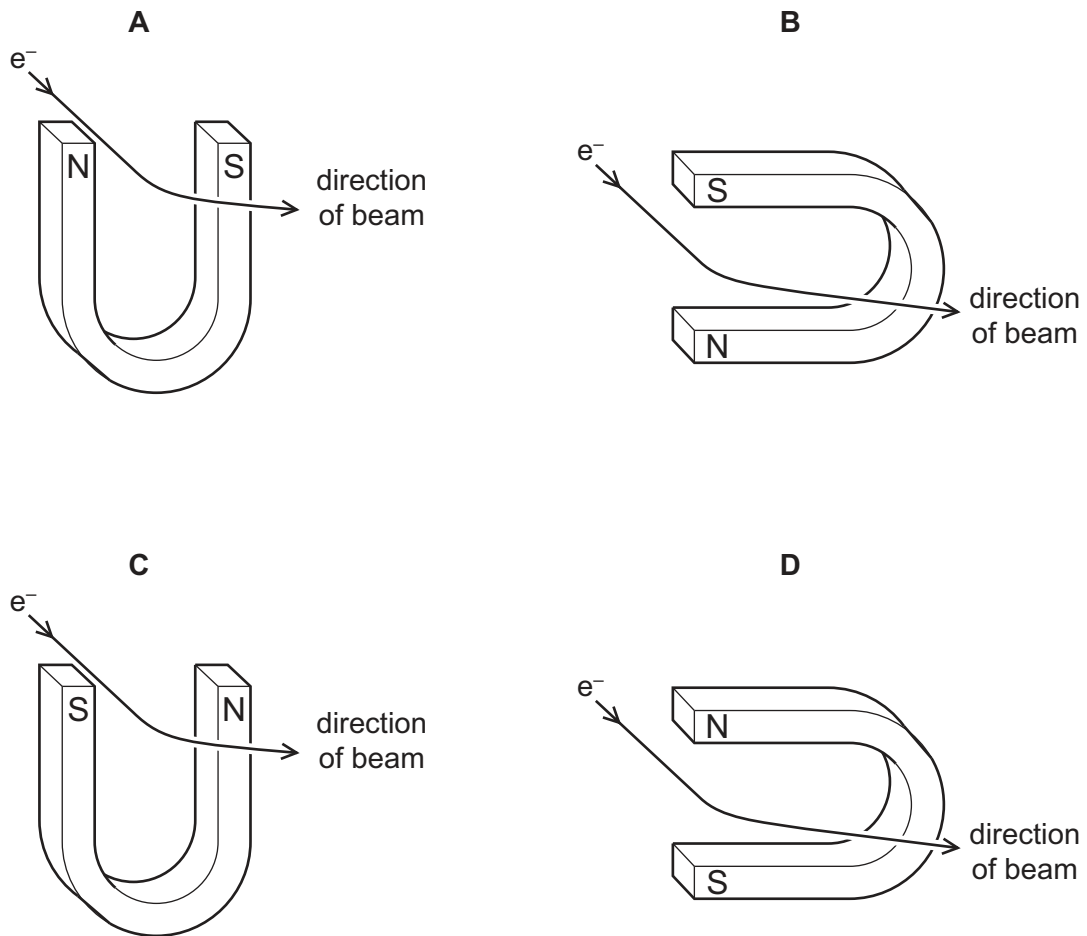 A
e⁻
N
S
direction
of beam
B
e⁻
S
N
direction
of beam
C
e⁻
S
N
direction
of beam
D
e⁻
N
S
direction
of beam